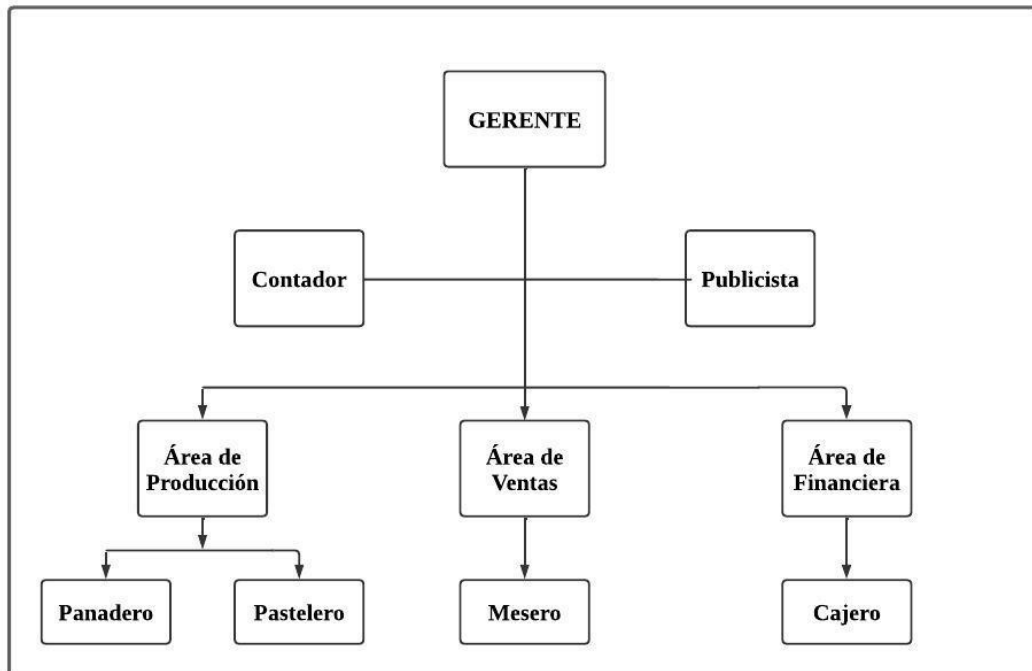 GERENTE
Contador
Publicista
Área de
Producción
Área de
Ventas
Área de
Financiera
Panadero
Pastelero
Mesero
Cajero